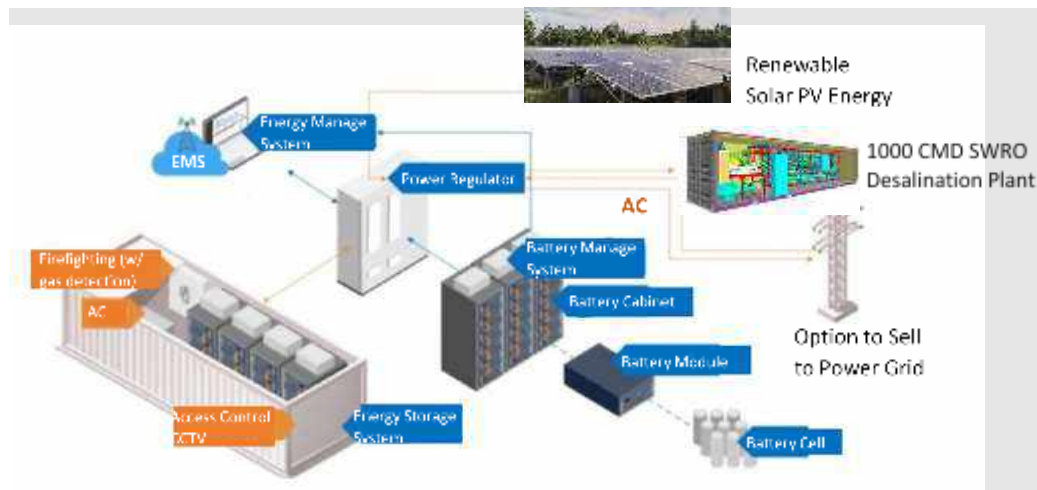 Renewable
Solar PV Energy
Energy Manage
System
EMS
1000 CMD SWRO
Desalination Plant
Power Regulator
AC
Battery Manage
System
Firefighting (w/
gas detection)
AC
Battery Cabinet
Option to Sell
to Power Grid
Battery Module
Access Control
CCTV
Energy Storage
System
Battery Cell